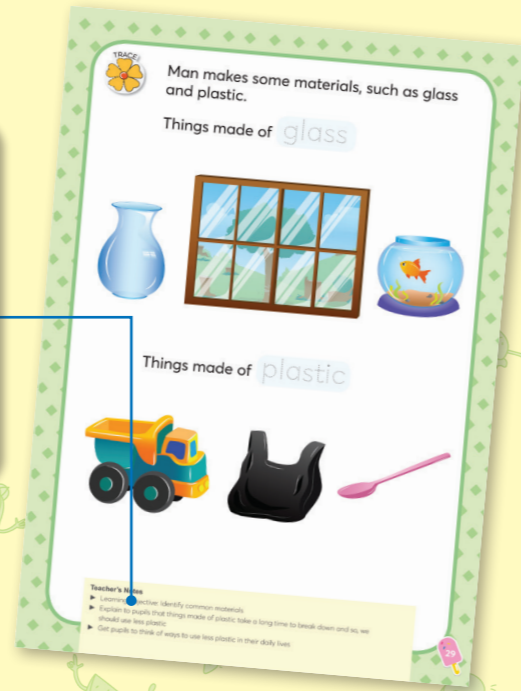 TRACE!
Man makes some materials, such as glass
and plastic.
Things made of glass
Things made of plastic
Teacher's Notes
► Learning objective: Identify common materials
► Explain to pupils that things made of plastic take a long time to break down and so, we
should use less plastic
► Get pupils to think of ways to use less plastic in their daily lives
29